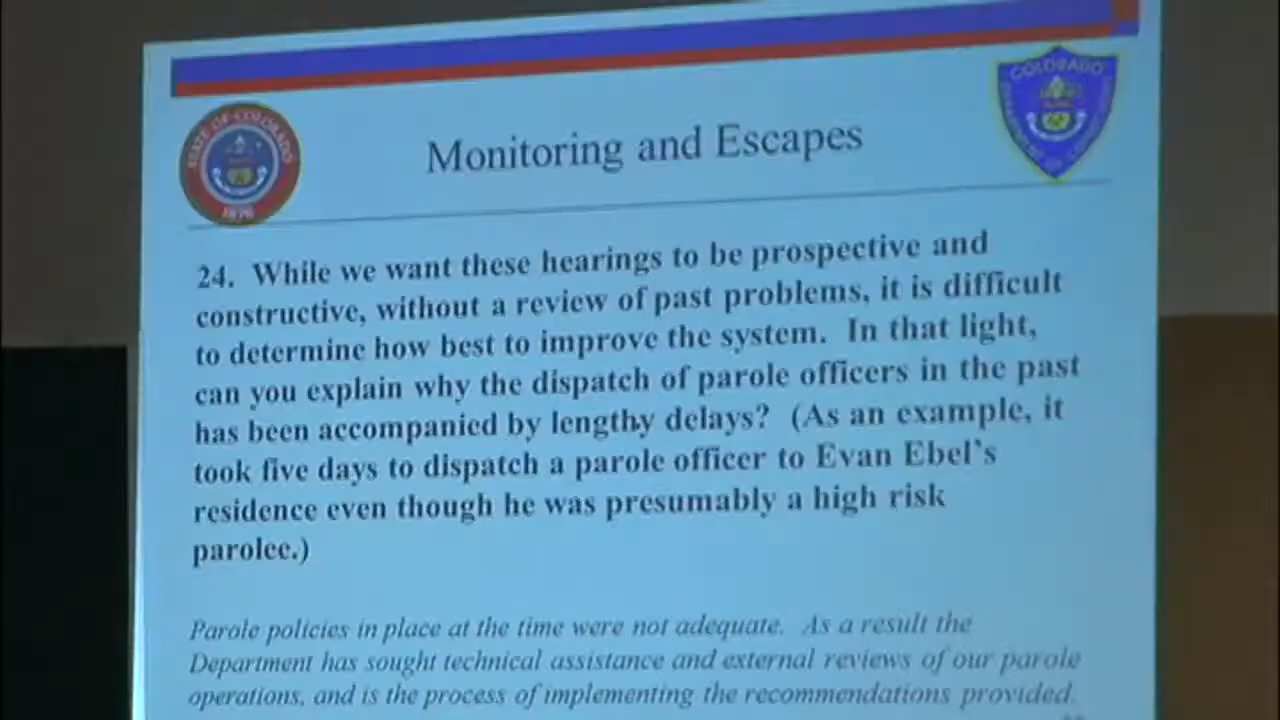 STATE OF COLORADO
1876
COLORADO
Monitoring and Escapes
24. While we want these hearings to be prospective and
constructive, without a review of past problems, it is difficult
to determine how best to improve the system. In that light,
can you explain why the dispatch of parole officers in the past
has been accompanied by lengthy delays? (As an example, it
took five days to dispatch a parole officer to Evan Ebel's
residence even though he was presumably a high risk
parolee.)
Parole policies in place at the time were not adequate. As a result the
Department has sought technical assistance and external reviews of our parole
operations, and is the process of implementing the recommendations provided.